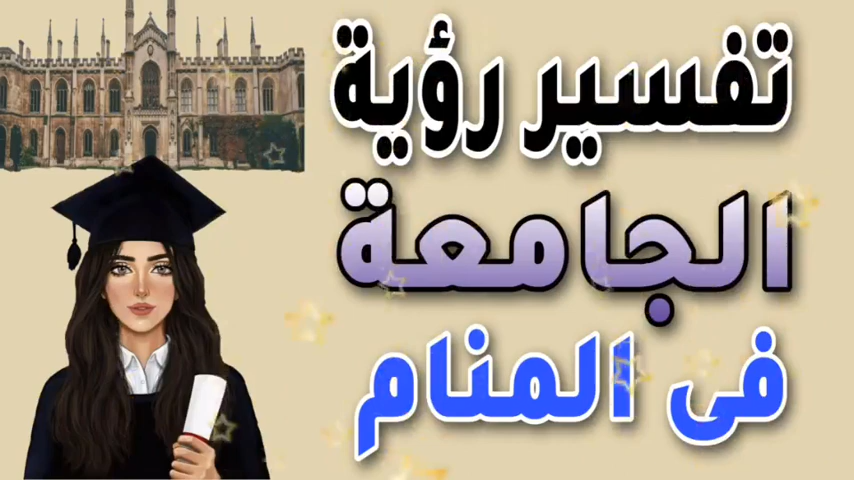 تفسير رؤية
الجامعة
فى المنام